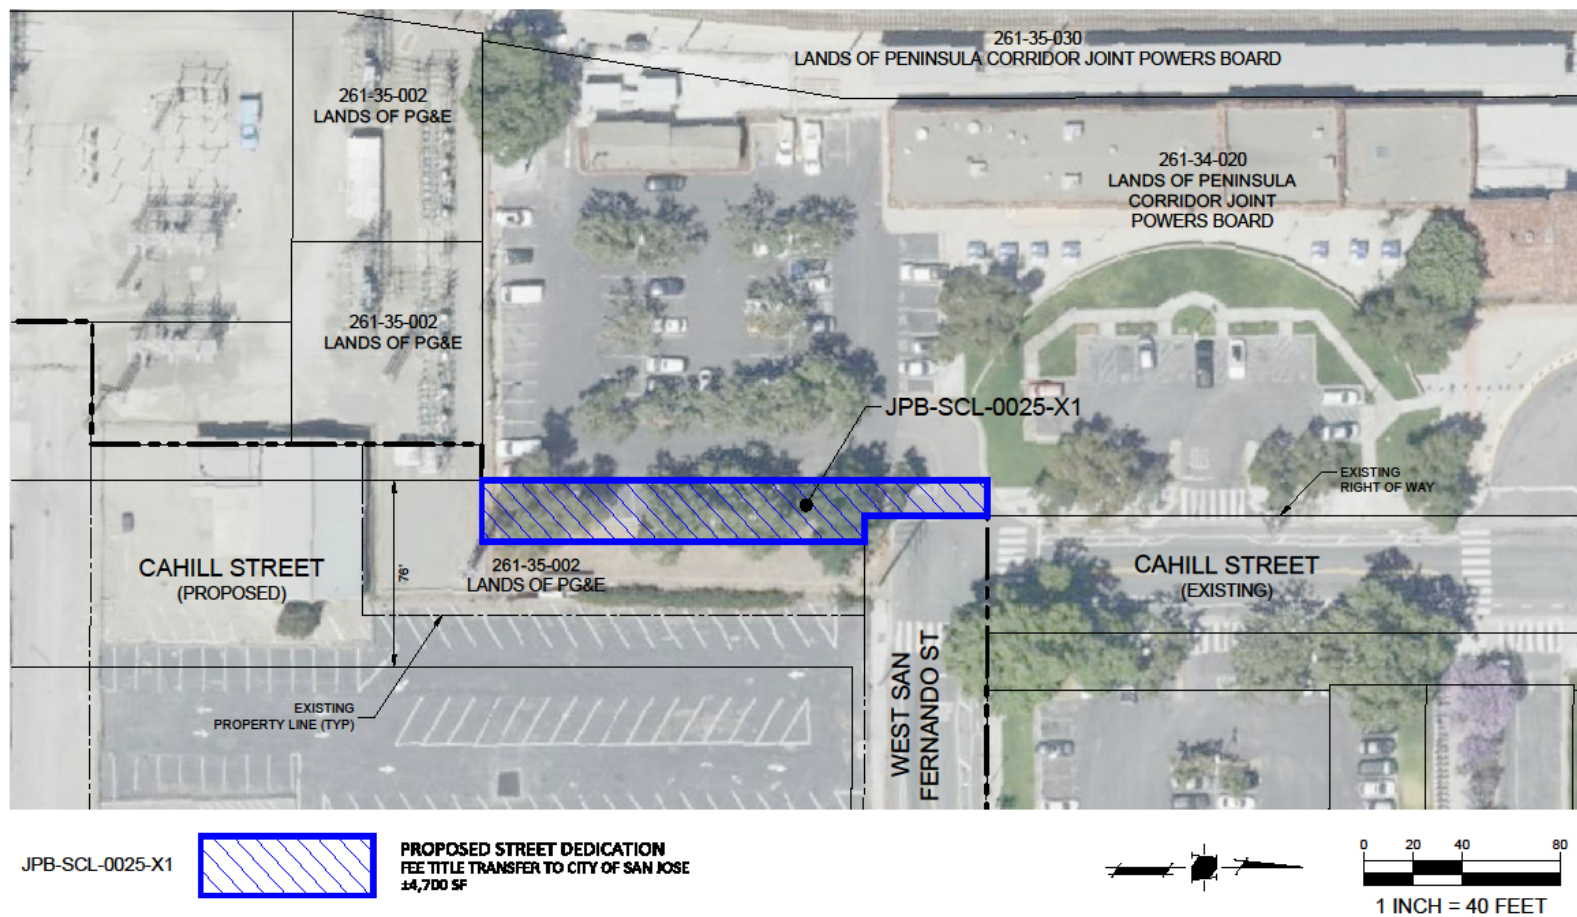 261-35-030
LANDS OF PENINSULA CORRIDOR JOINT POWERS BOARD
261-35-002
LANDS OF PG&E
261-34-020
LANDS OF PENINSULA
CORRIDOR JOINT
POWERS BOARD
261-35-002
LANDS OF PG&E
JPB-SCL-0025-X1
EXISTING
RIGHT OF WAY
CAHILL STREET
(PROPOSED)
76'
261-35-002
LANDS OF PG&E
CAHILL STREET
(EXISTING)
WEST SAN
FERNANDO ST
EXISTING
PROPERTY LINE (TYP)
JPB-SCL-0025-X1
PROPOSED STREET DEDICATION
FEE TITLE TRANSFER TO CITY OF SAN JOSE
±4,700 SF
0 20 40 80
1 INCH = 40 FEET